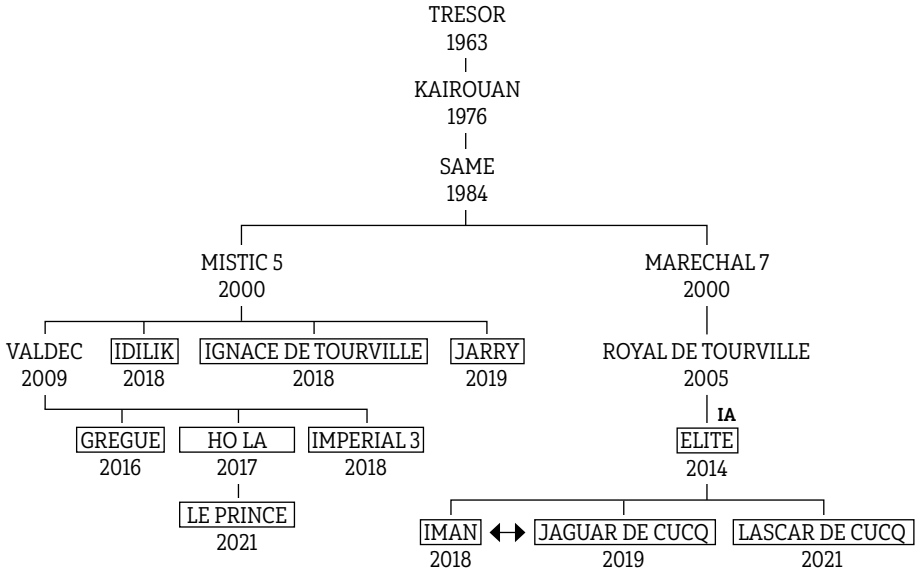 TRESOR
1963
KAIROUAN
1976
SAME
1984
MISTIC 5
2000
MARECHAL 7
2000
VALDEC
2009
IDILIK
2018
IGNACE DE TOURVILLE
2018
JARRY
2019
ROYAL DE TOURVILLE
2005
IA
GREGUE
2016
HO LA
2017
IMPERIAL 3
2018
ELITE
2014
LE PRINCE
2021
IMAN
2018
JAGUAR DE CUCQ
2019
LASCAR DE CUCQ
2021